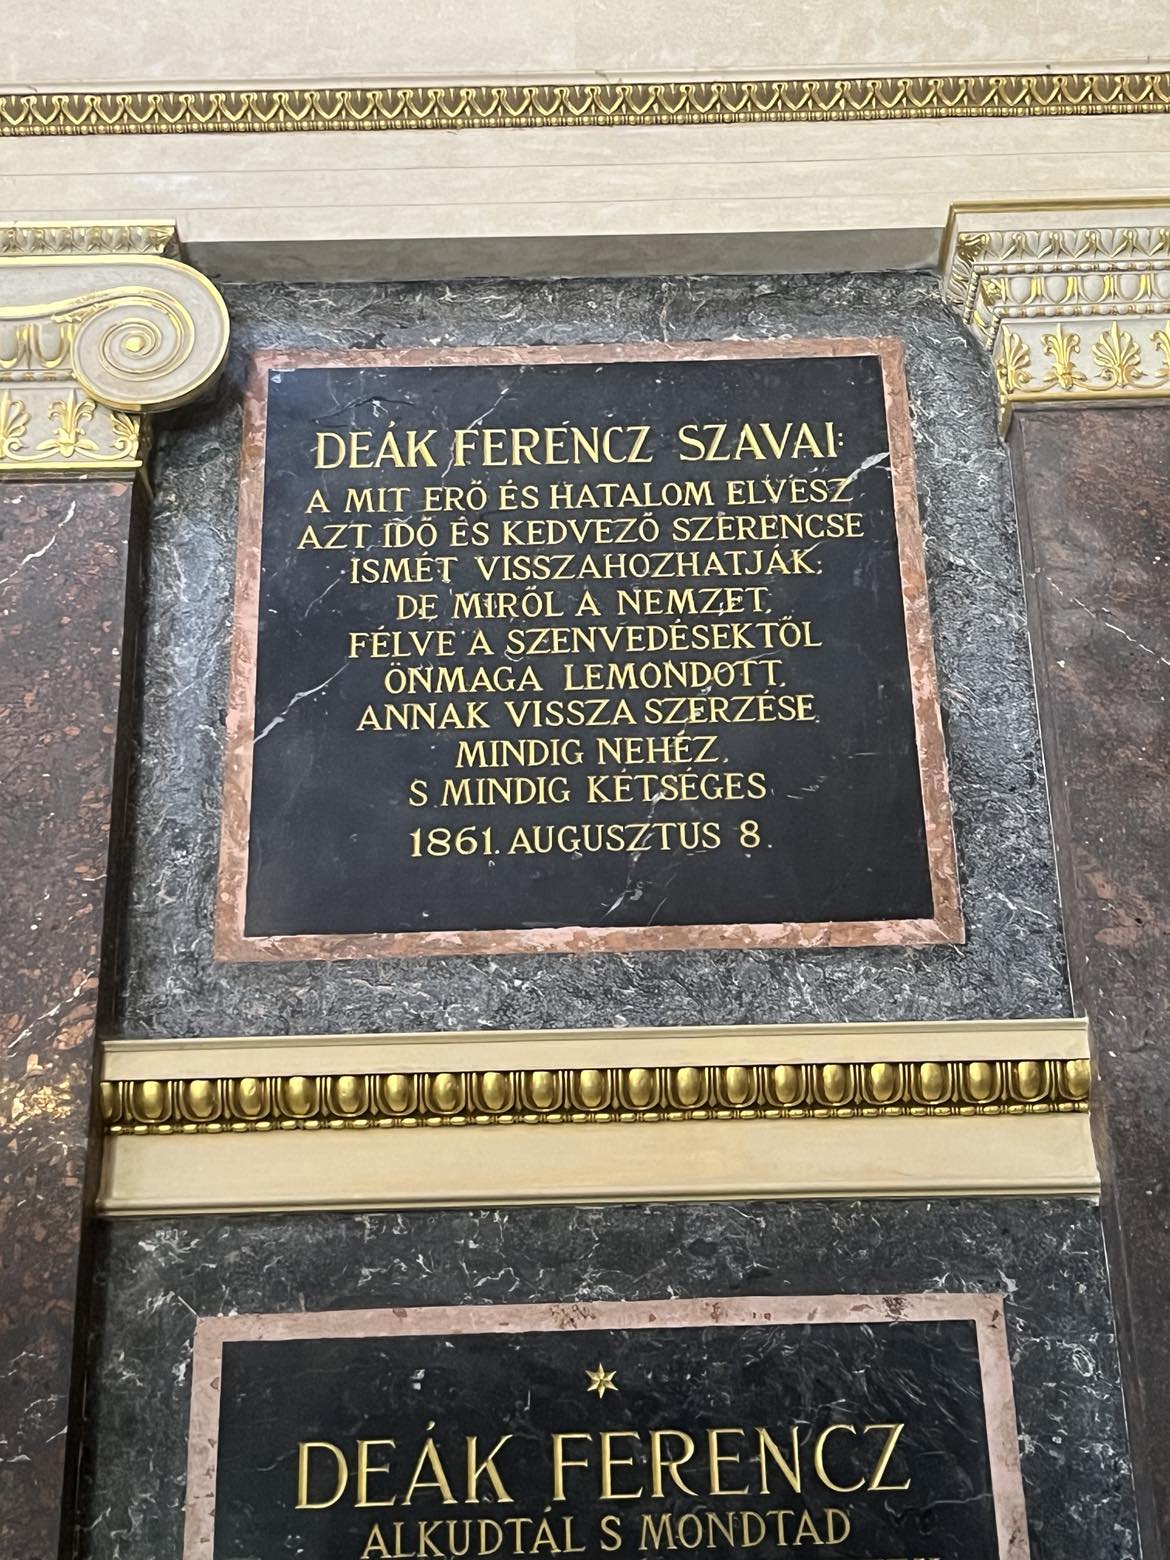 DEÁK FERENCZ SZAVAI:
A MIT ERŐ ÉS HATALOM ELVESZ
AZT IDŐ ÉS KEDVEZŐ SZERENCSE
ISMÉT VISSZAHOZHATJÁK;
DE MIRŐL A NEMZET,
FÉLVE A SZENVEDÉSEKTŐL
ÖNMAGA LEMONDOTT,
ANNAK VISSZA SZERZÉSE
MINDIG NEHÉZ,
S MINDIG KÉTSÉGES
1861. AUGUSZTUS 8.
DEÁK FERENCZ
ALKUDTÁL S MONDTAD